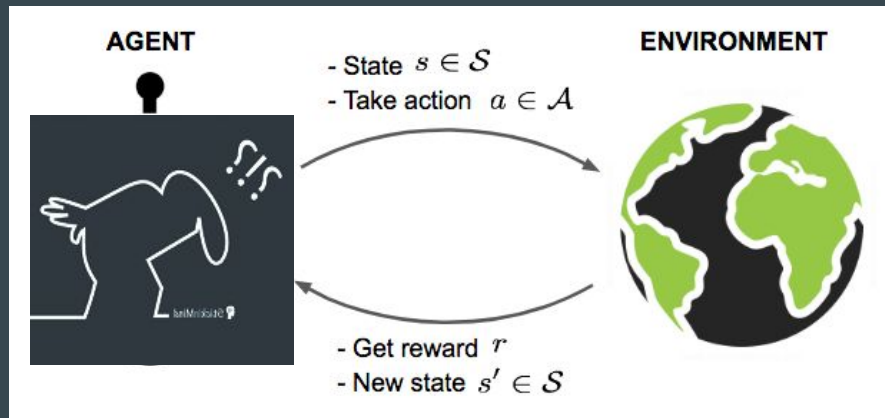 AGENT
ENVIRONMENT
- State s ∈ 𝒮
- Take action a ∈ 𝒜
?!?
- Get reward r
- New state s′ ∈ 𝒮